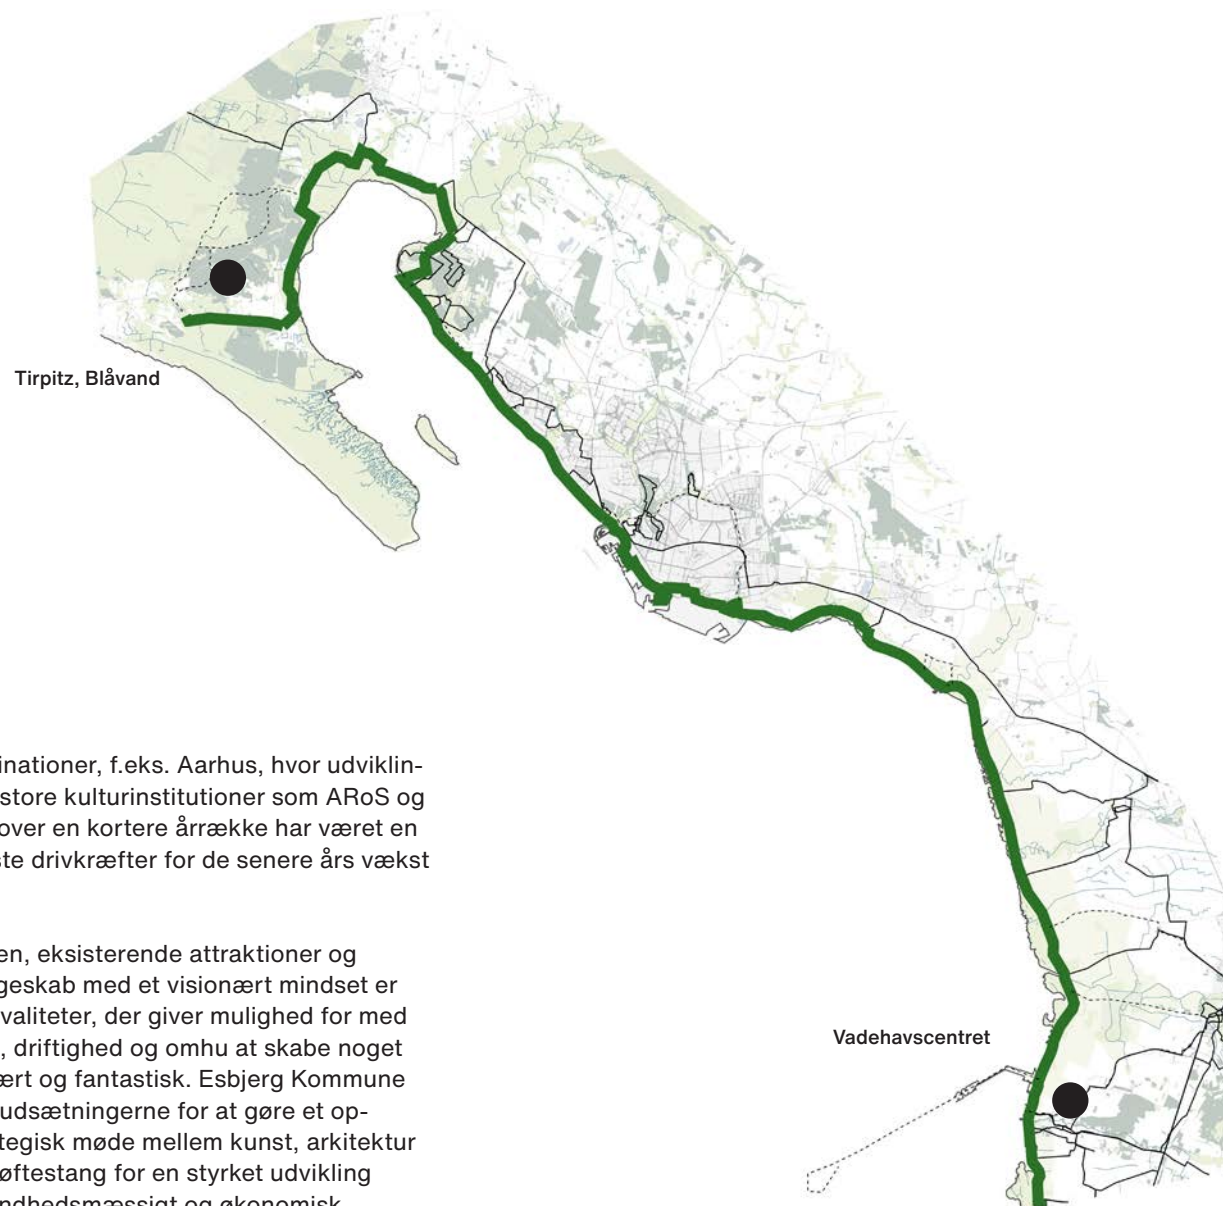 Tirpitz, Blåvand
inationer, f.eks. Aarhus, hvor udviklin-
store kulturinstitutioner som ARoS og
over en kortere årrække har været en
ste drivkræfter for de senere års vækst
en, eksisterende attraktioner og
geskab med et visionært mindset er
valiteter, der giver mulighed for med
, driftighed og omhu at skabe noget
ært og fantastisk. Esbjerg Kommune
udsætningerne for at gøre et op-
tegisk møde mellem kunst, arkitektur
øftestang for en styrket udvikling
ndhedsmæssigt og økonomisk
Vadehavscentret